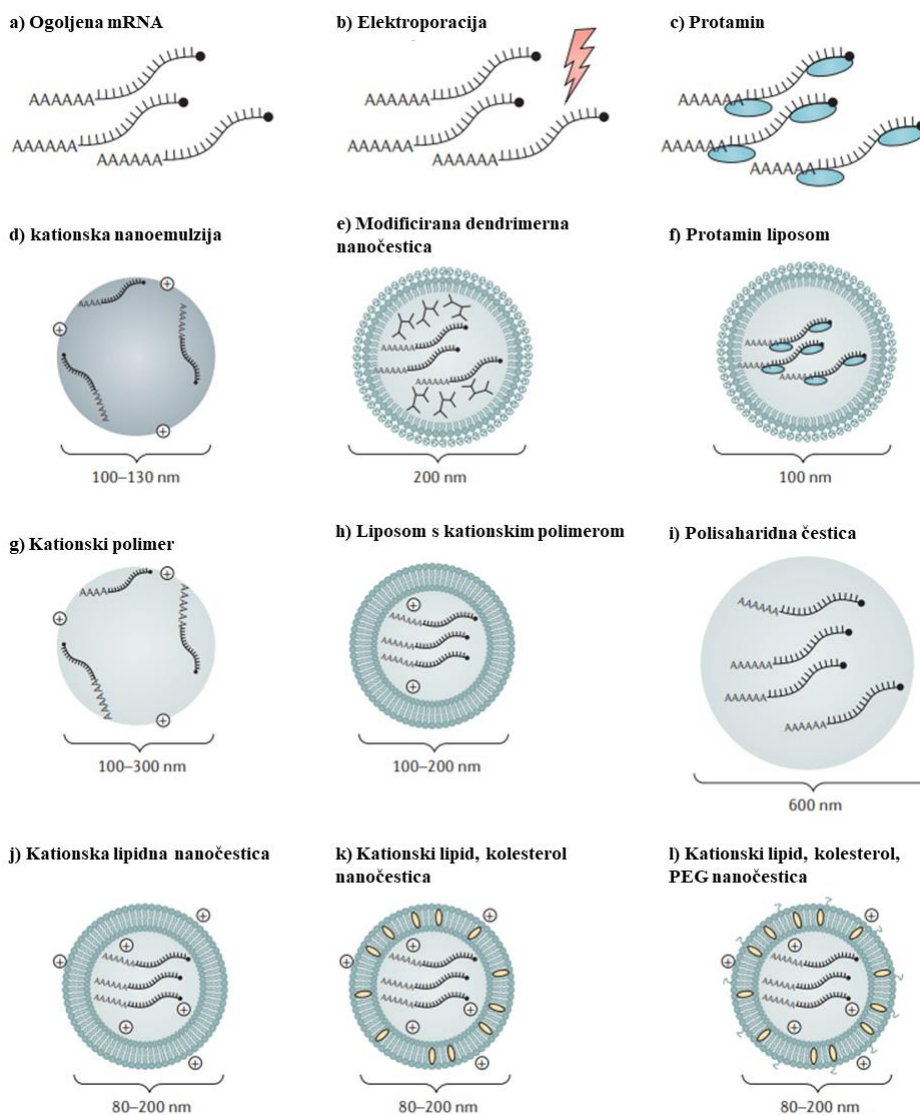 a) Ogoljena mRNA
b) Elektroporacija
c) Protamin
AAAAAA
AAAAAA
AAAAAA
AAAAAA
AAAAAA
AAAAAA
AAAAAA
AAAAAA
AAAAAA
d) kationska nanoemulzija
e) Modificirana dendrimerna
nanočestica
f) Protamin liposom
100–130 nm
200 nm
100 nm
g) Kationski polimer
h) Liposom s kationskim polimerom
i) Polisaharidna čestica
100–300 nm
100–200 nm
600 nm
j) Kationska lipidna nanočestica
k) Kationski lipid, kolesterol
nanočestica
l) Kationski lipid, kolesterol,
PEG nanočestica
80–200 nm
80–200 nm
80–200 nm